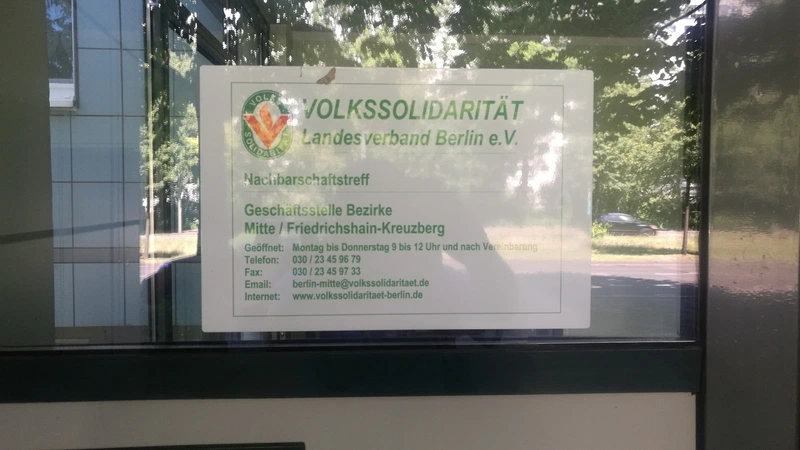 VOLKS
SOLIDARITÄT
VOLKSSOLIDARITÄT
Landesverband Berlin e.V.
Nachbarschaftstreff
Geschäftsstelle Bezirke
Mitte / Friedrichshain-Kreuzberg
Geöffnet: Montag bis Donnerstag 9 bis 12 Uhr und nach Vereinbarung
Telefon: 030 / 23 45 96 79
Fax: 030 / 23 45 97 33
Email: berlin-mitte@volkssolidaritaet.de
Internet: www.volkssolidaritaet-berlin.de